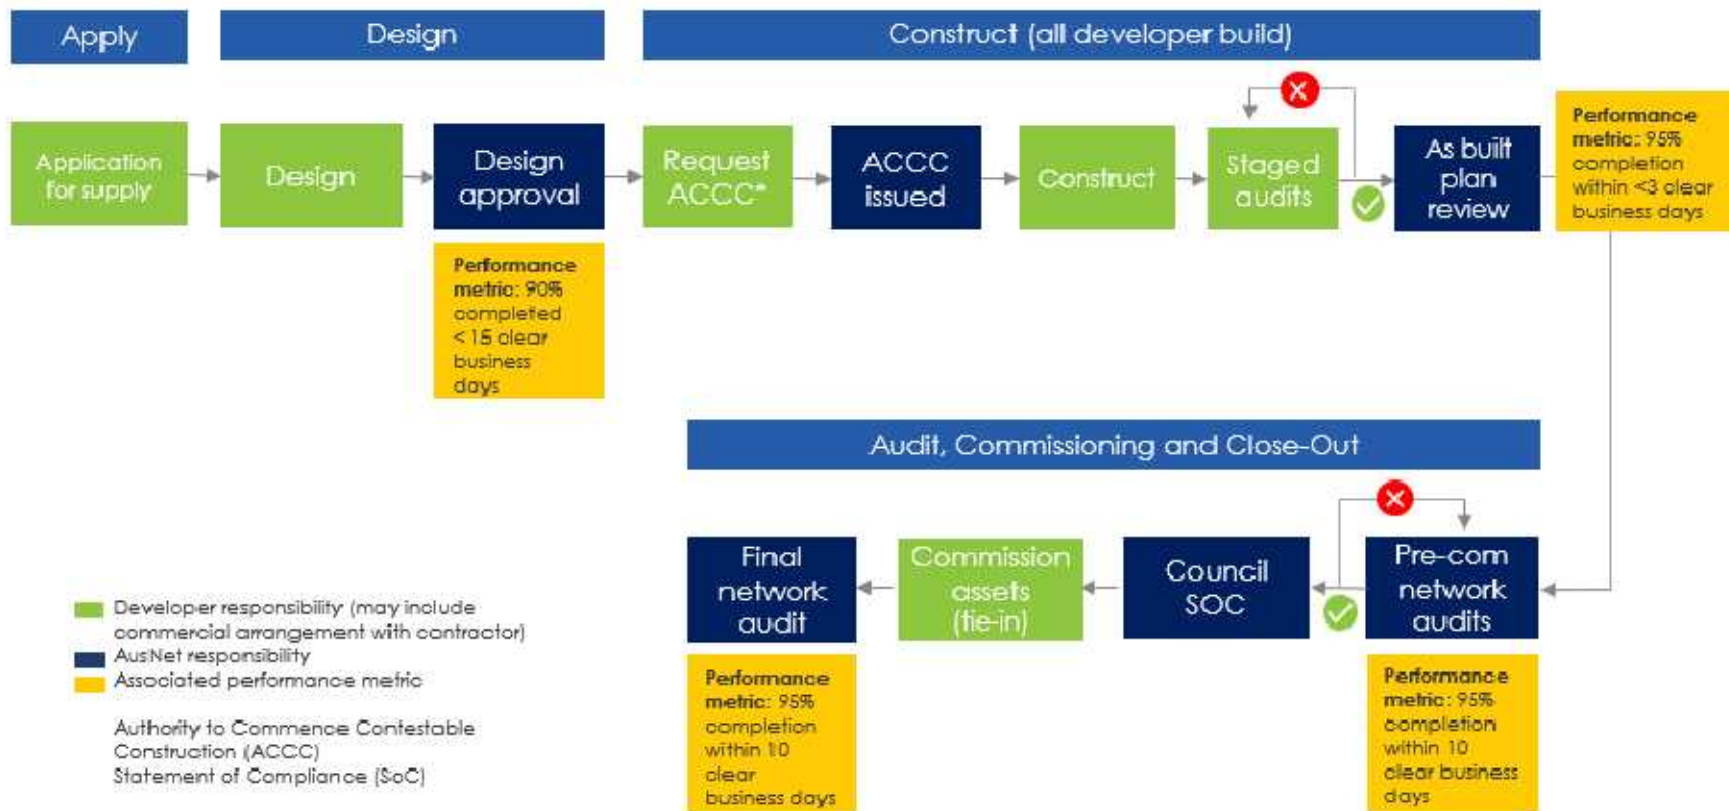 Apply
Design
Construct (all developer build)
Application
for supply
Design
Design
approval
Request
ACCC*
ACCC
issued
Construct
Staged
audits
As built
plan
review
Performance
metric: 95%
completion
within <3 clear
business days
Performance
metric: 90%
completed
< 15 clear
business
days
Audit, Commissioning and Close-Out
Final
network
audit
Commission
assets
(tie-in)
Council
SOC
Pre-com
network
audits
Performance
metric: 95%
completion
within 10
clear
business days
Performance
metric: 95%
completion
within 10
clear business
days
Developer responsibility (may include
commercial arrangement with contractor)
AusNet responsibility
Associated performance metric
Authority to Commence Contestable
Construction (ACCC)
Statement of Compliance (SoC)